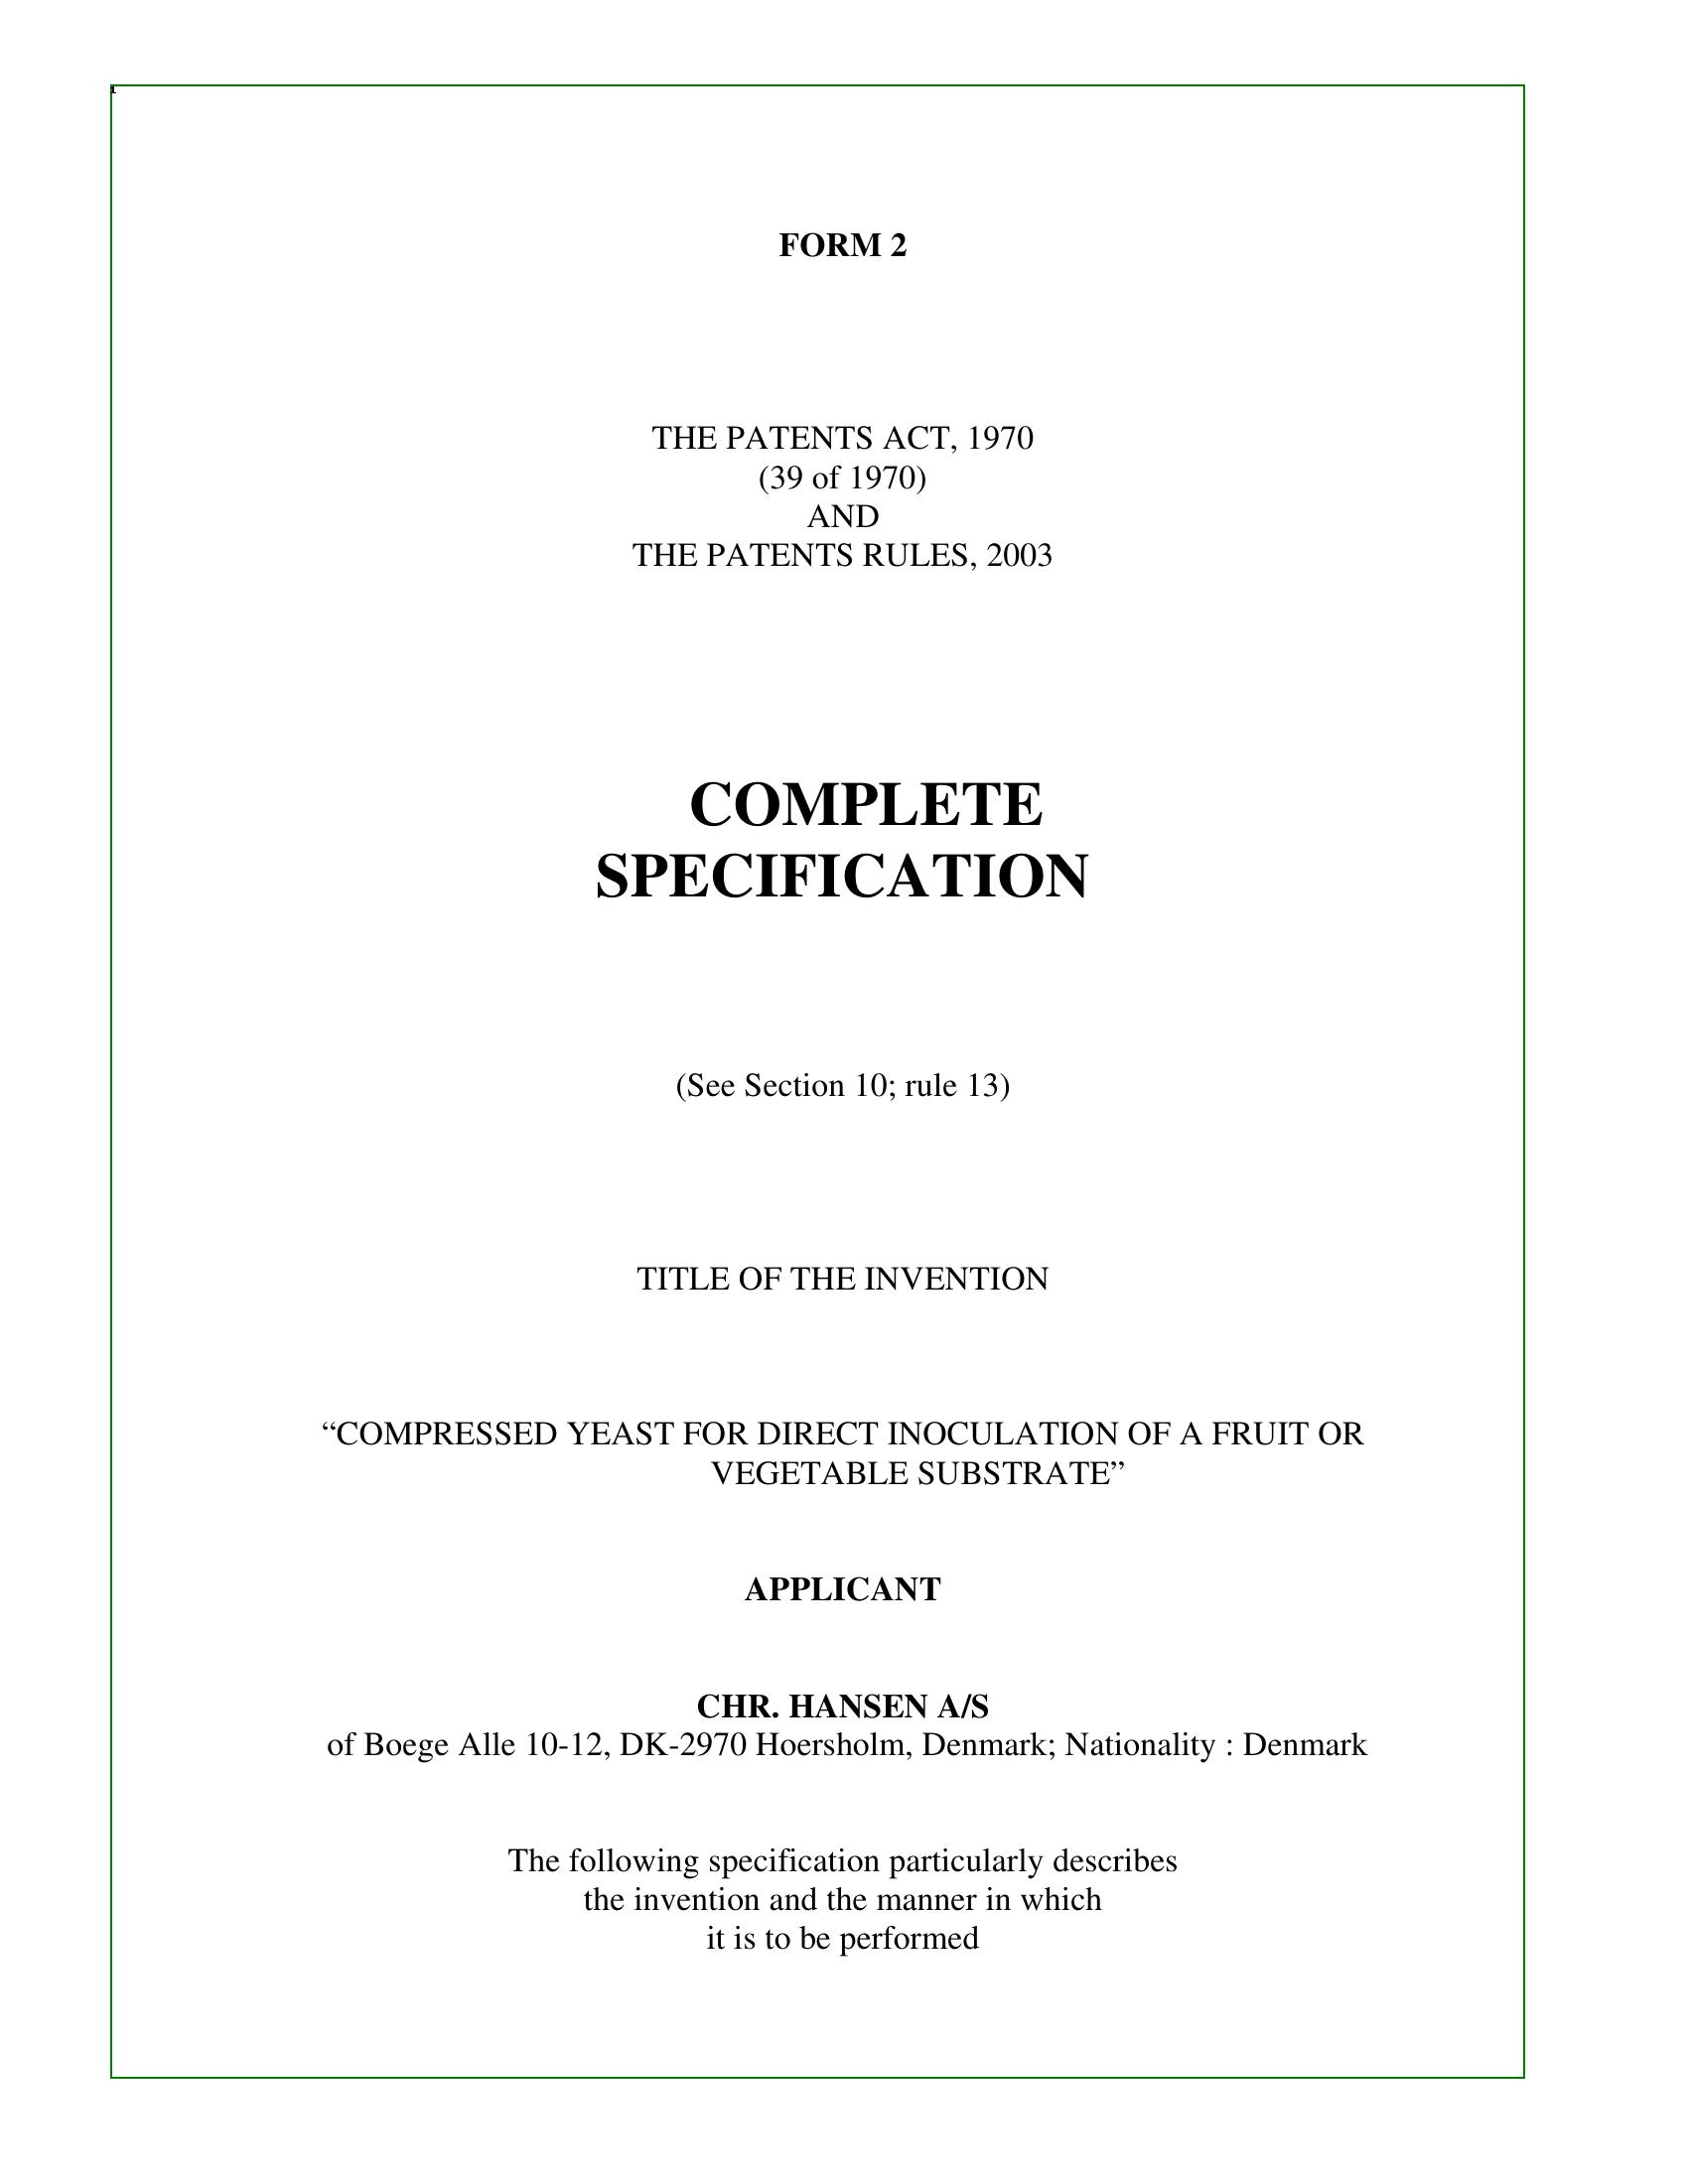 1
FORM 2
THE PATENTS ACT, 1970
(39 of 1970)
AND
THE PATENTS RULES, 2003
COMPLETE
SPECIFICATION
(See Section 10; rule 13)
TITLE OF THE INVENTION
“COMPRESSED YEAST FOR DIRECT INOCULATION OF A FRUIT OR
VEGETABLE SUBSTRATE”
APPLICANT
CHR. HANSEN A/S
of Boege Alle 10-12, DK-2970 Hoersholm, Denmark; Nationality : Denmark
The following specification particularly describes
the invention and the manner in which
it is to be performed